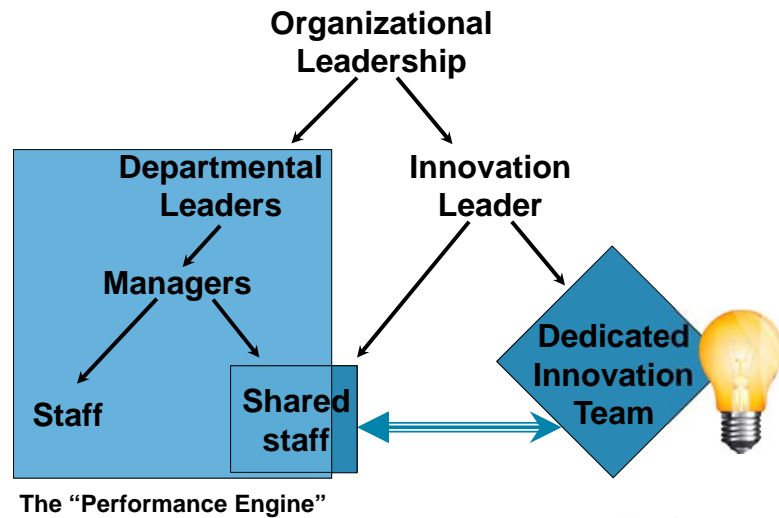 Organizational
Leadership
Departmental
Leaders
Innovation
Leader
Managers
Dedicated
Innovation
Team
Staff
Shared
staff
The “Performance Engine”